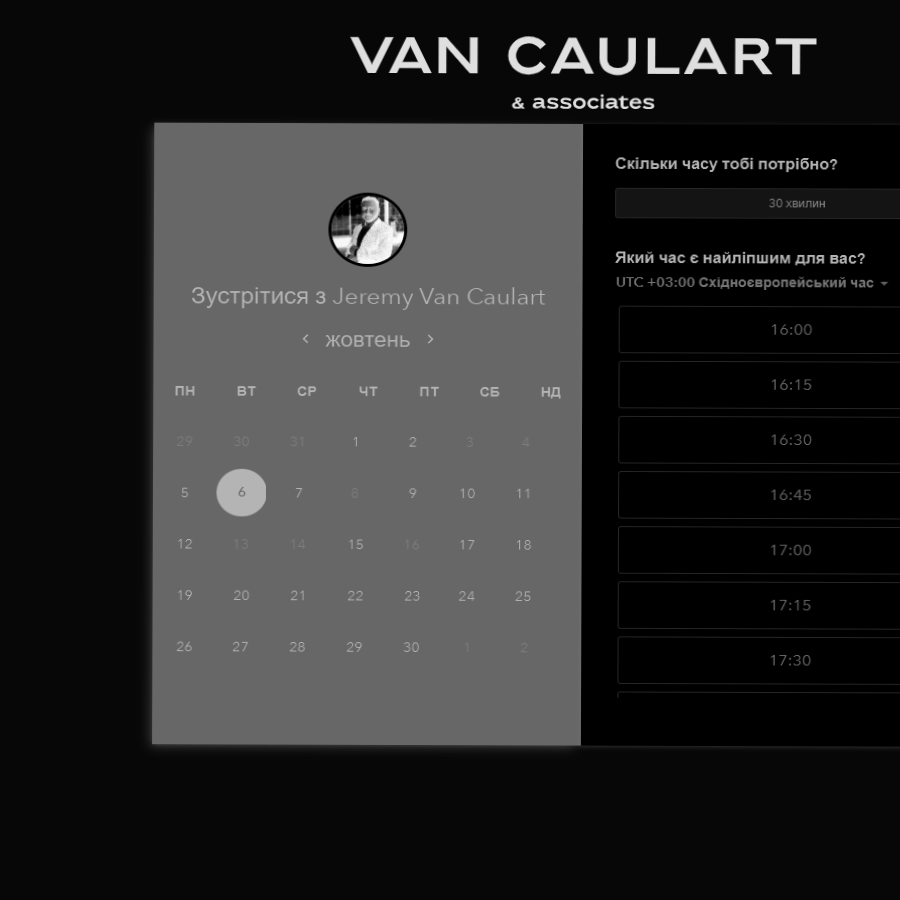 VAN CAULART
& associates
Зустрітися з Jeremy Van Caulart
жовтень
ПН ВТ СР ЧТ ПТ СБ НД
29 30 31 1 2 3 4
5 6 7 8 9 10 11
12 13 14 15 16 17 18
19 20 21 22 23 24 25
26 27 28 29 30 1 2
Скільки часу тобі потрібно?
30 хвилин
Який час є найліпшим для вас?
UTC +03:00 Східноєвропейський час
16:00
16:15
16:30
16:45
17:00
17:15
17:30